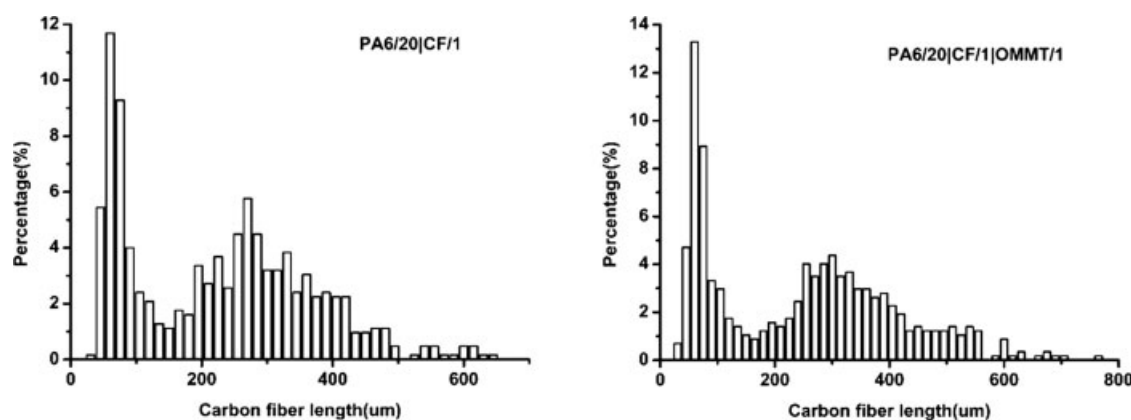 PA6/20|CF/1
Percentage(%)
12
10
8
6
4
2
0
0 200 400 600
Carbon fiber length(um)
PA6/20|CF/1|OMMT/1
Percentage(%)
14
12
10
8
6
4
2
0
0 200 400 600 800
Carbon fiber length(um)